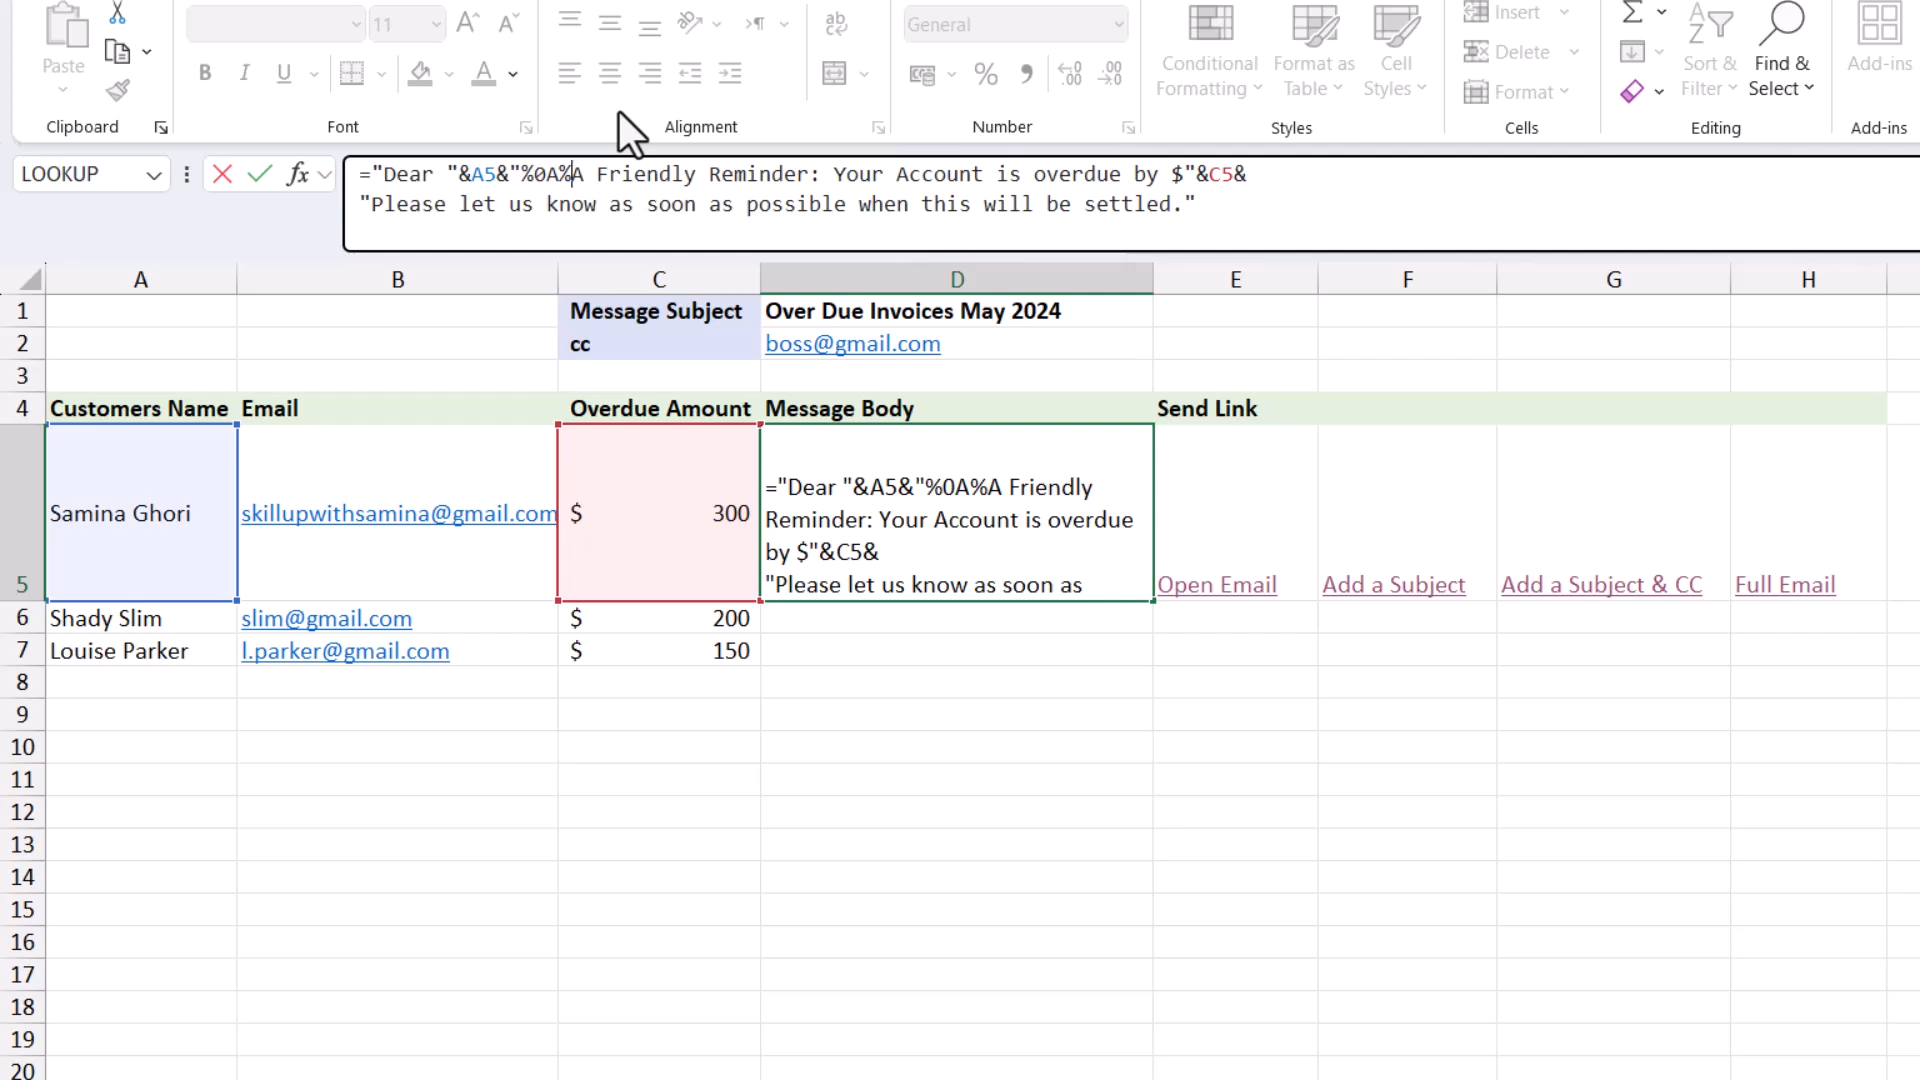 Paste
Clipboard
11
A A
B I U A
Font
ab
Alignment
General
% 9
.00 .00
Number
Conditional
Formatting
Format as
Table
Cell
Styles
Styles
Insert
Delete
Format
Cells
Sort &
Filter
Find &
Select
Editing
Add-ins
Add-ins
LOOKUP
fx
="Dear "&A5&"%0A%A Friendly Reminder: Your Account is overdue by $"&C5&
"Please let us know as soon as possible when this will be settled."
A B C D E F G H
1 Message Subject Over Due Invoices May 2024
2 cc boss@gmail.com
3
4 Customers Name Email Overdue Amount Message Body Send Link
5 Samina Ghori skillupwithsamina@gmail.com $ 300
="Dear "&A5&"%0A%A Friendly
Reminder: Your Account is overdue
by $"&C5&
"Please let us know as soon as
Open Email Add a Subject Add a Subject & CC Full Email
6 Shady Slim slim@gmail.com $ 200
7 Louise Parker l.parker@gmail.com $ 150
8
9
10
11
12
13
14
15
16
17
18
19
20